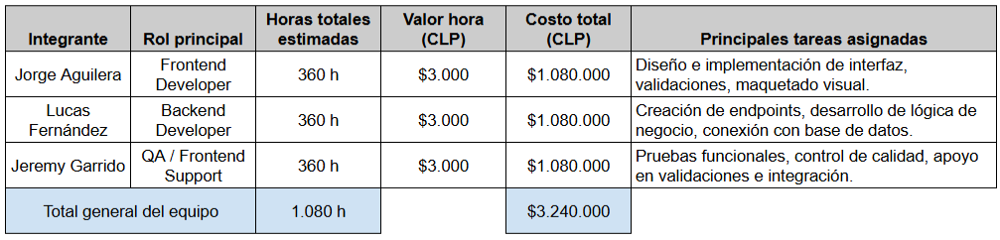 Integrante
Rol principal
Horas totales
estimadas
Valor hora
(CLP)
Costo total
(CLP)
Principales tareas asignadas
Jorge Aguilera
Frontend
Developer
360 h
$3.000
$1.080.000
Diseño e implementación de interfaz,
validaciones, maquetado visual.
Lucas
Fernández
Backend
Developer
360 h
$3.000
$1.080.000
Creación de endpoints, desarrollo de lógica de
negocio, conexión con base de datos.
Jeremy Garrido
QA / Frontend
Support
360 h
$3.000
$1.080.000
Pruebas funcionales, control de calidad, apoyo
en validaciones e integración.
Total general del equipo
1.080 h
$3.240.000